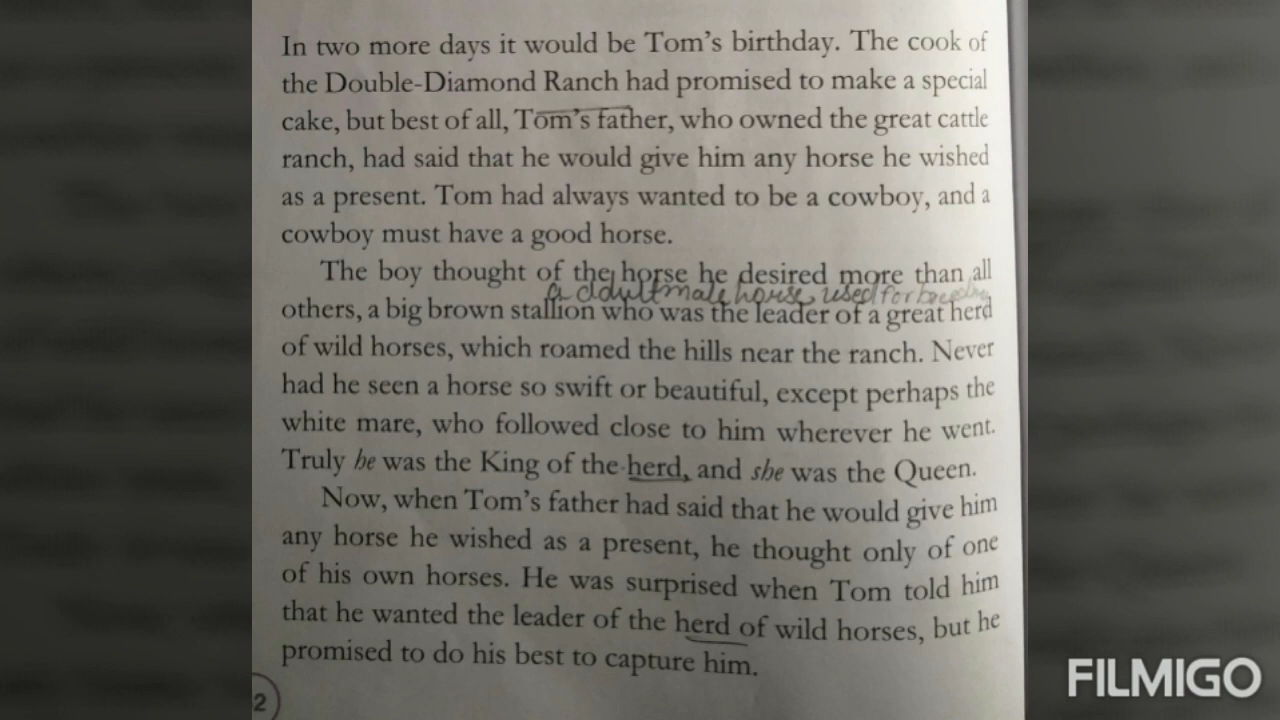 In two more days it would be Tom's birthday. The cook of
the Double-Diamond Ranch had promised to make a special
cake, but best of all, Tom's father, who owned the great cattle
ranch, had said that he would give him any horse he wished
as a present. Tom had always wanted to be a cowboy, and a
cowboy must have a good horse.
The boy thought of the horse he desired more than all
a adult male horse, used for breeding
others, a big brown stallion who was the leader of a great herd
of wild horses, which roamed the hills near the ranch. Never
had he seen a horse so swift or beautiful, except perhaps the
white mare, who followed close to him wherever he went.
Truly he was the King of the herd, and she was the Queen.
Now, when Tom's father had said that he would give him
any horse he wished as a present, he thought only of one
of his own horses. He was surprised when Tom told him
that he wanted the leader of the herd of wild horses, but he
promised to do his best to capture him.
2
FILMIGO